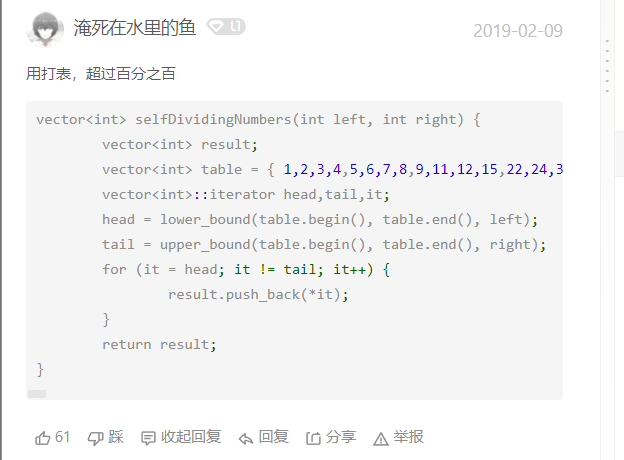 淹死在水里的鱼 L1 2019-02-09
用打表，超过百分之百
vector<int> selfDividingNumbers(int left, int right) {
vector<int> result;
vector<int> table = { 1,2,3,4,5,6,7,8,9,11,12,15,22,24,3
vector<int>::iterator head,tail,it;
head = lower_bound(table.begin(), table.end(), left);
tail = upper_bound(table.begin(), table.end(), right);
for (it = head; it != tail; it++) {
result.push_back(*it);
}
return result;
}
61 踩 收起回复 回复 分享 举报